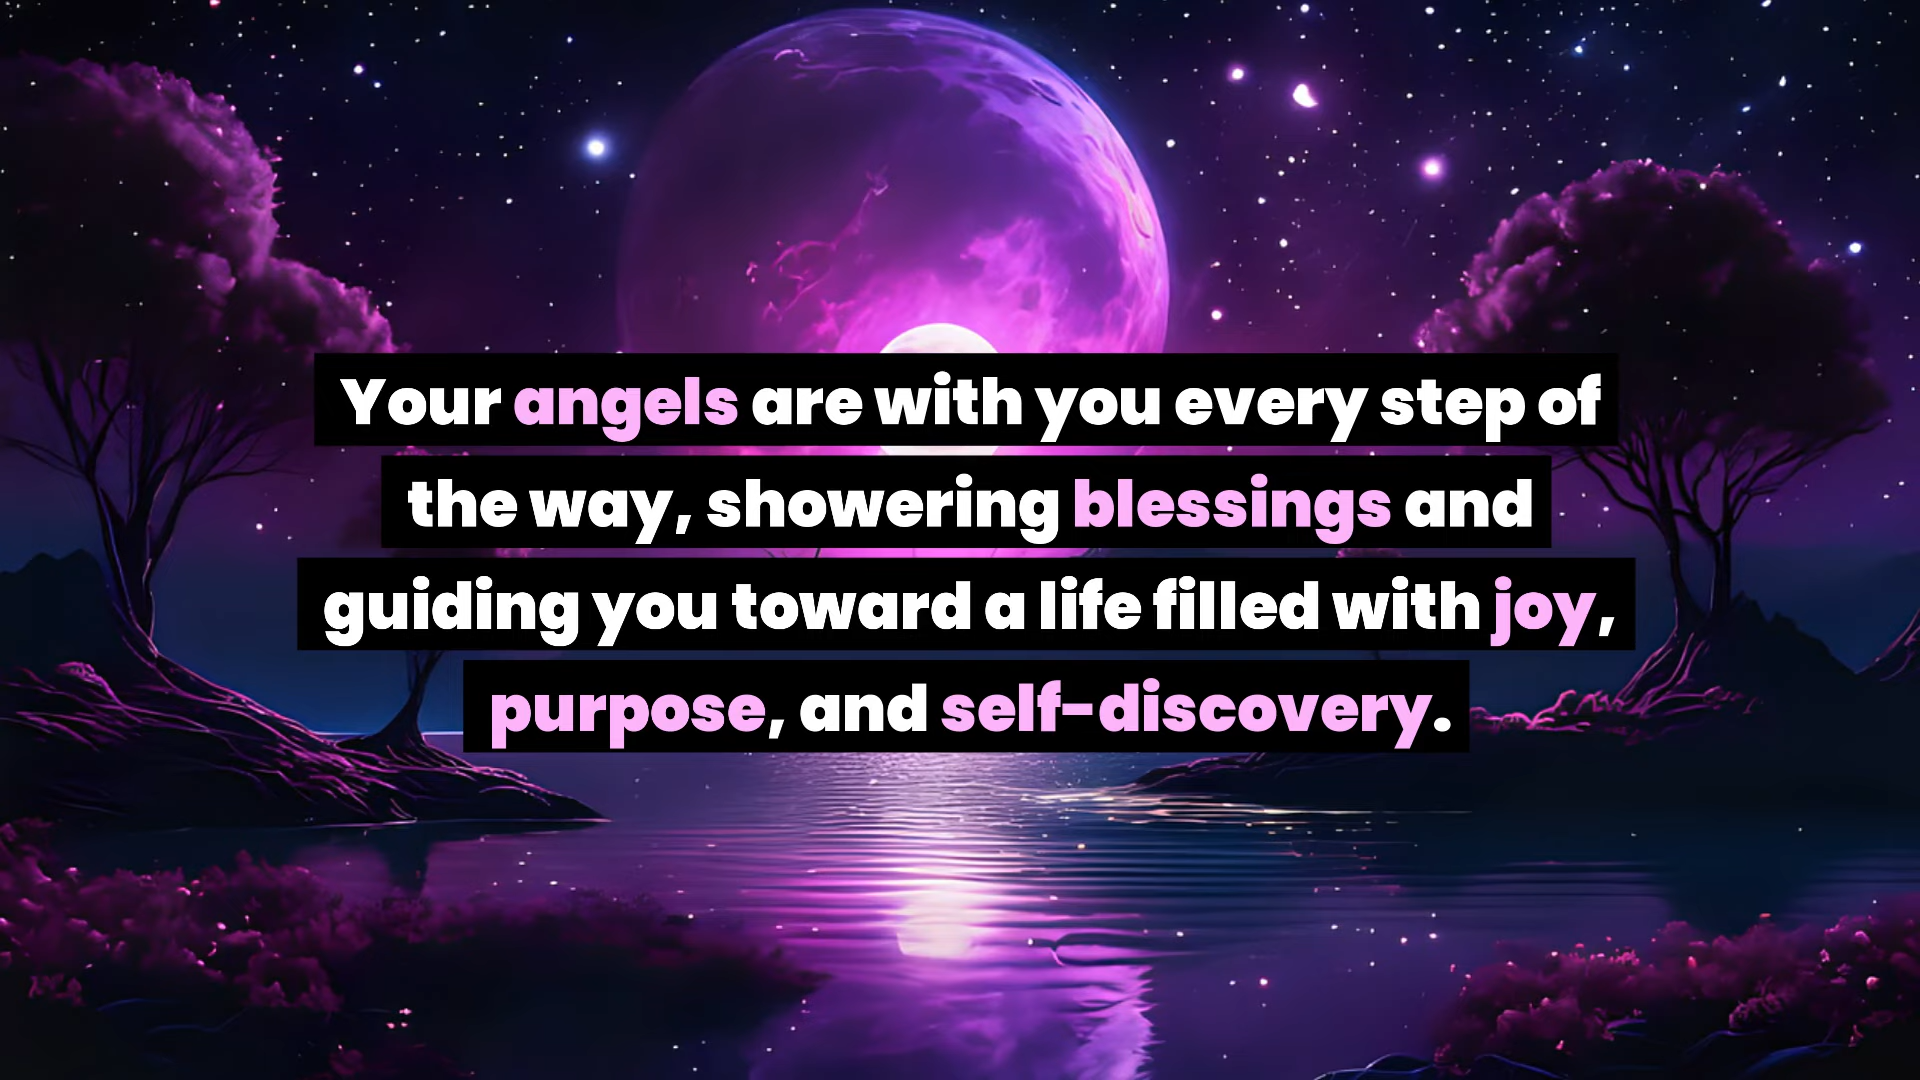 Your angels are with you every step of
the way, showering blessings and
guiding you toward a life filled with joy,
purpose, and self-discovery.